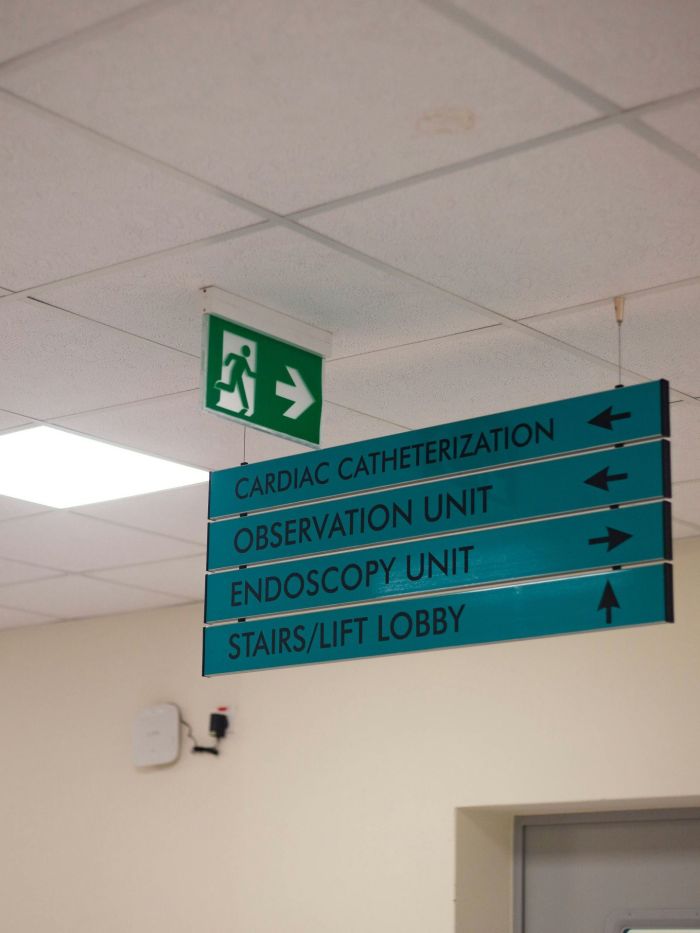 CARDIAC CATHETERIZATION ←
OBSERVATION UNIT ←
ENDOSCOPY UNIT →
STAIRS/LIFT LOBBY ↑